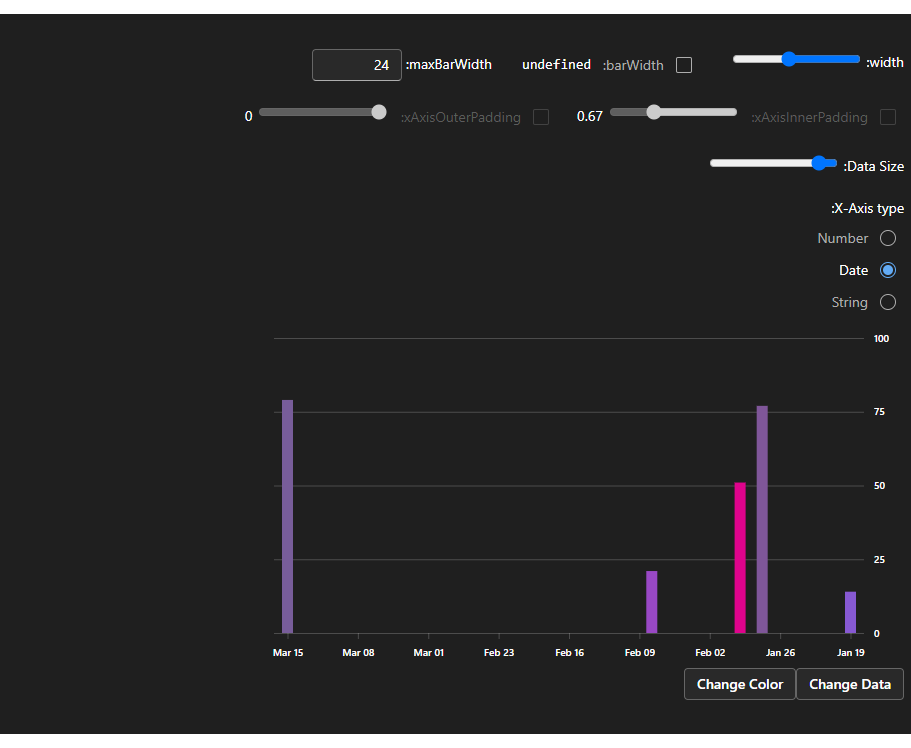 24 :maxBarWidth undefined :barWidth :width
0 :xAxisOuterPadding 0.67 :xAxisInnerPadding
:Data Size
:X-Axis type
Number
Date
String
100
75
50
25
0
Mar 15 Mar 08 Mar 01 Feb 23 Feb 16 Feb 09 Feb 02 Jan 26 Jan 19
Change Color Change Data